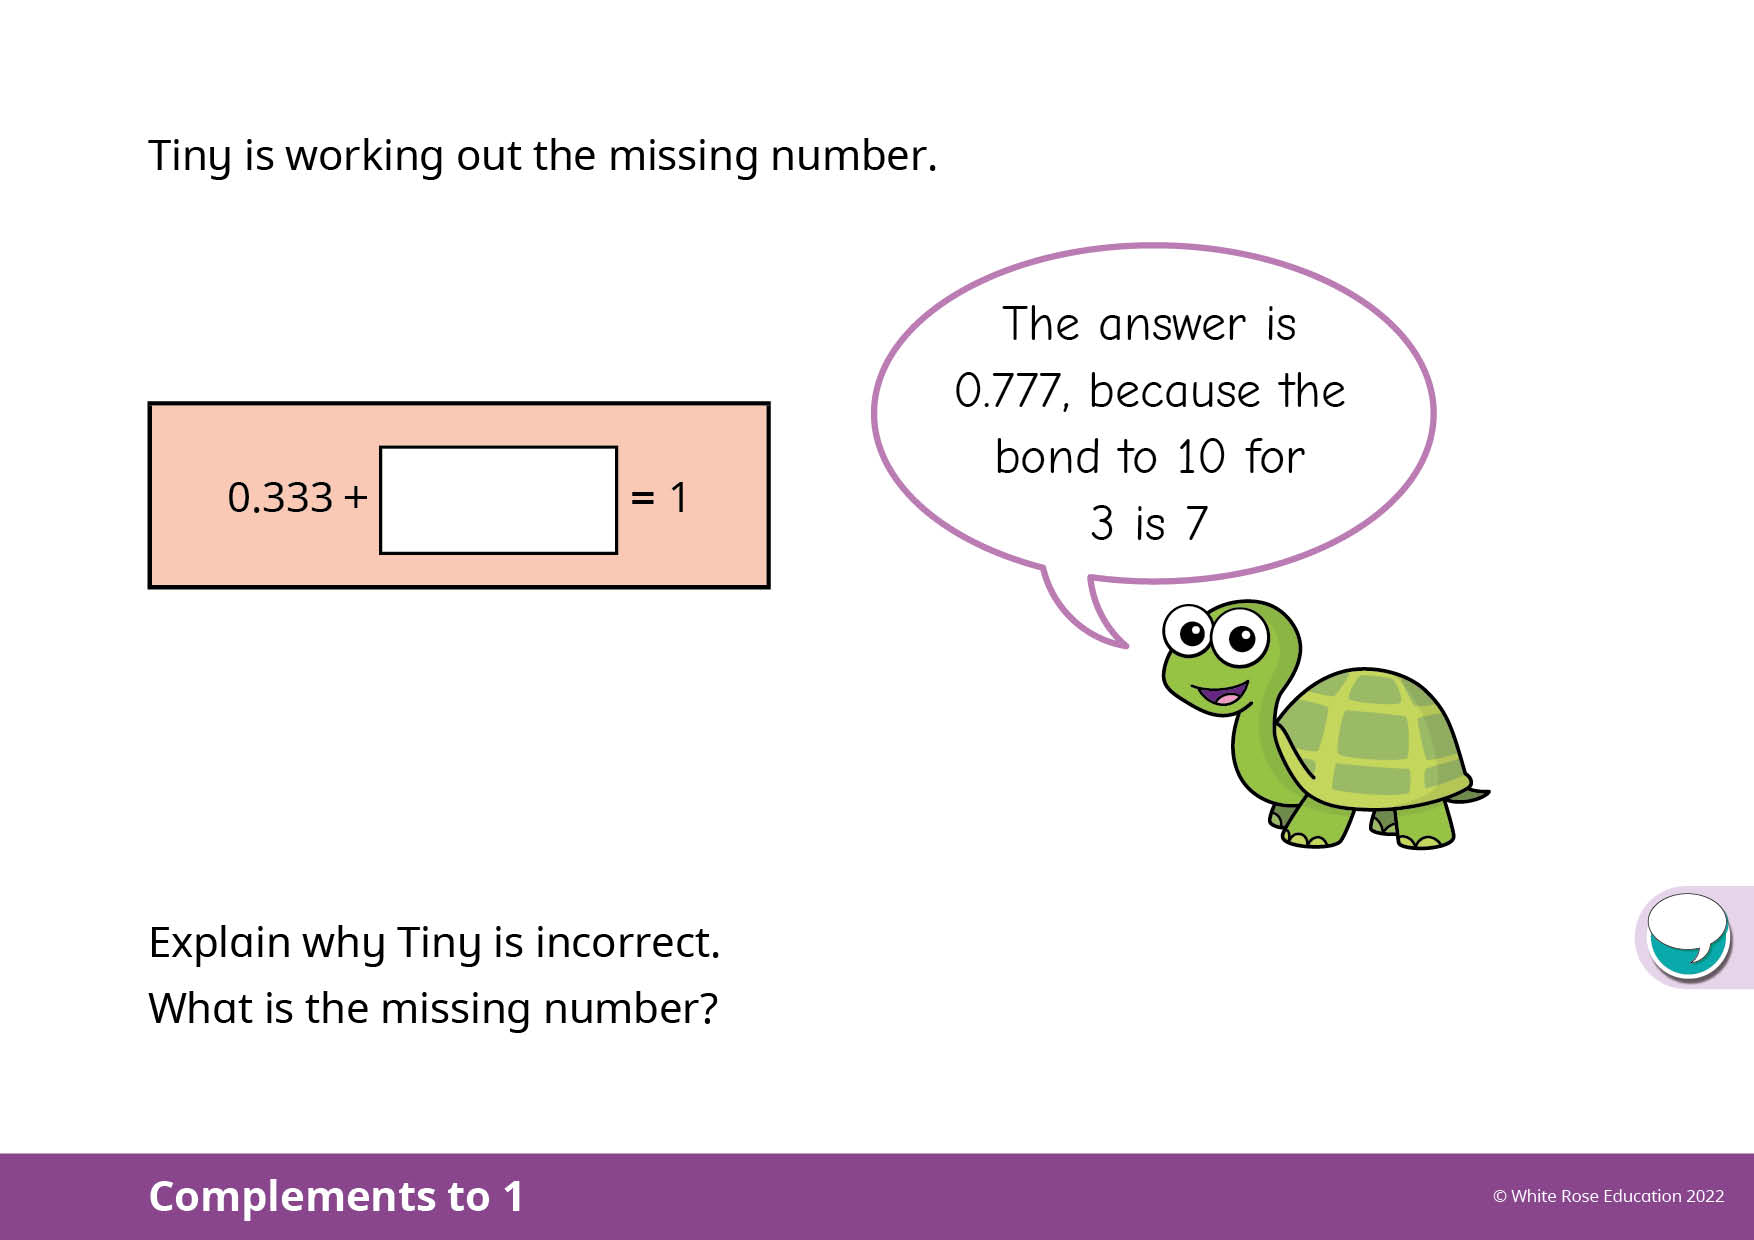 Tiny is working out the missing number.
The answer is
0.777, because the
bond to 10 for
3 is 7
0.333 + = 1
Explain why Tiny is incorrect.
What is the missing number?
Complements to 1
© White Rose Education 2022